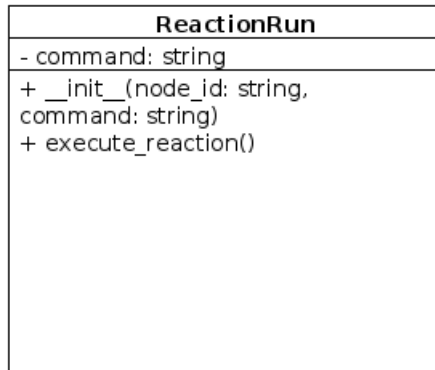 ReactionRun
- command: string
+ __init__(node_id: string,
command: string)
+ execute_reaction()